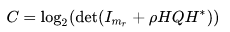 C = log₂(det(I_{m_r} + ρHQH*))